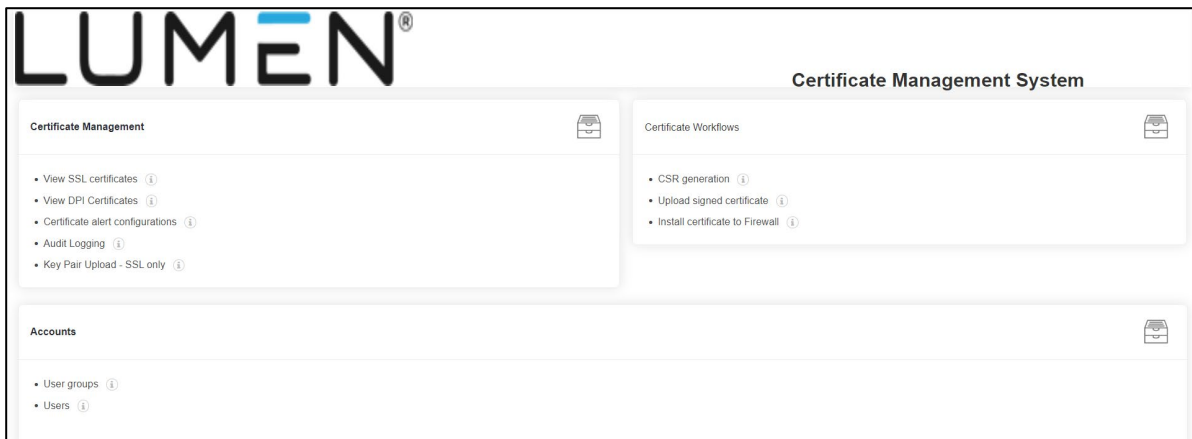 LUMEN®
Certificate Management System
Certificate Management
• View SSL certificates
• View DPI Certificates
• Certificate alert configurations
• Audit Logging
• Key Pair Upload - SSL only
Certificate Workflows
• CSR generation
• Upload signed certificate
• Install certificate to Firewall
Accounts
• User groups
• Users